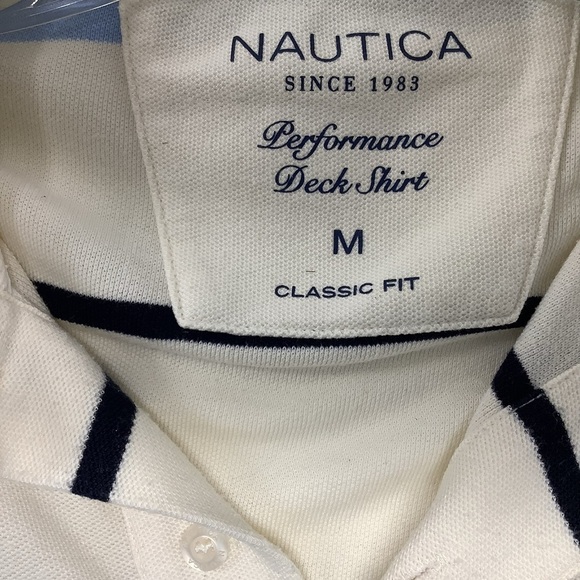 NAUTICA
SINCE 1983
Performance
Deck Shirt
M
CLASSIC FIT